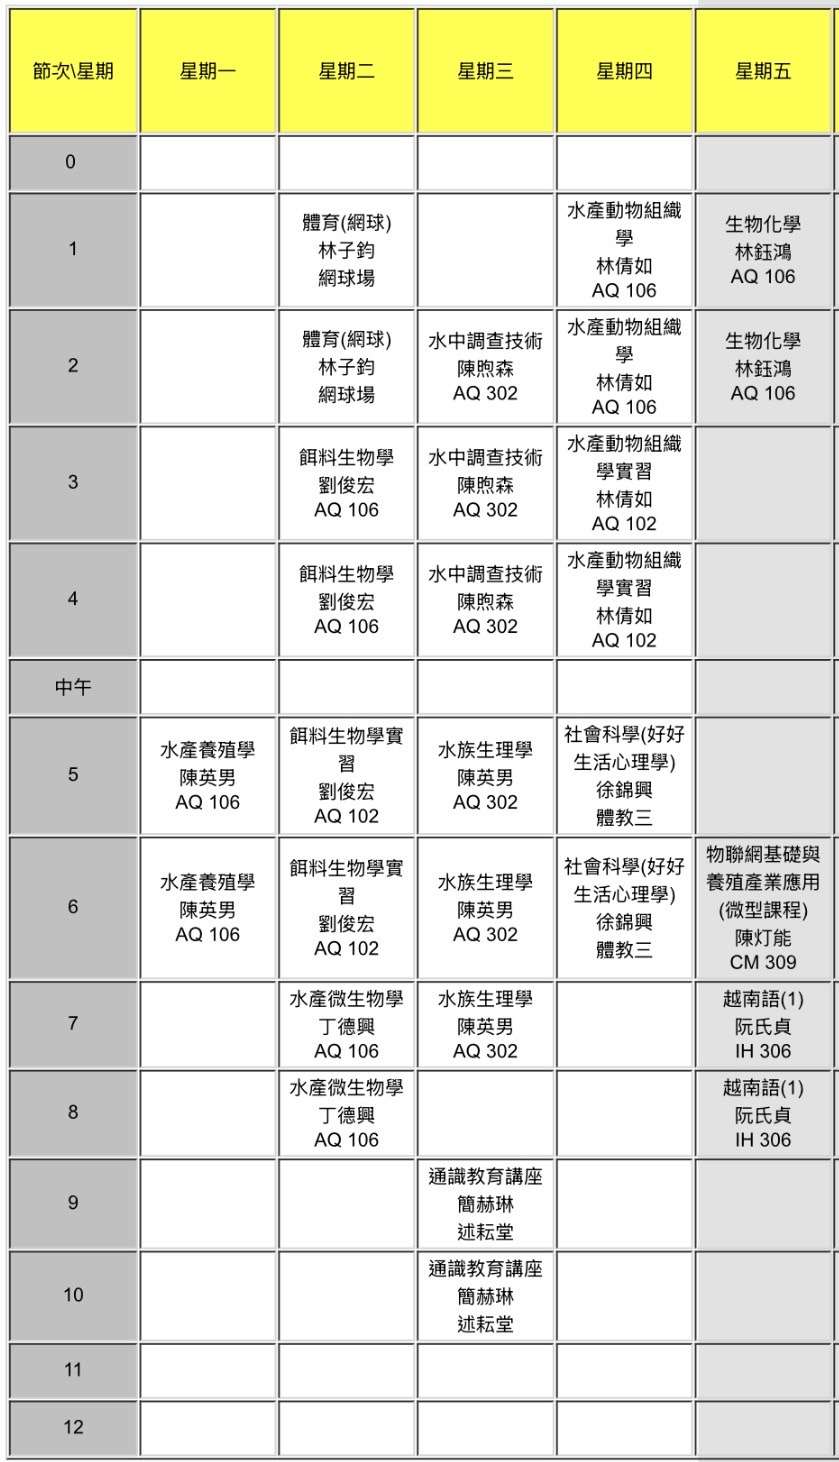 節次\星期 星期一 星期二 星期三 星期四 星期五
0
1
體育(網球)
林子鈞
網球場
水產動物組織
學
林倩如
AQ 106
生物化學
林鈺鴻
AQ 106
2
體育(網球)
林子鈞
網球場
水中調查技術
陳煦森
AQ 302
水產動物組織
學
林倩如
AQ 106
生物化學
林鈺鴻
AQ 106
3
餌料生物學
劉俊宏
AQ 106
水中調查技術
陳煦森
AQ 302
水產動物組織
學實習
林倩如
AQ 102
4
餌料生物學
劉俊宏
AQ 106
水中調查技術
陳煦森
AQ 302
水產動物組織
學實習
林倩如
AQ 102
中午
5
水產養殖學
陳英男
AQ 106
餌料生物學實
習
劉俊宏
AQ 102
水族生理學
陳英男
AQ 302
社會科學(好好
生活心理學)
徐錦興
體教三
6
水產養殖學
陳英男
AQ 106
餌料生物學實
習
劉俊宏
AQ 102
水族生理學
陳英男
AQ 302
社會科學(好好
生活心理學)
徐錦興
體教三
物聯網基礎與
養殖產業應用
(微型課程)
陳灯能
CM 309
7
水產微生物學
丁德興
AQ 106
水族生理學
陳英男
AQ 302
越南語(1)
阮氏貞
IH 306
8
水產微生物學
丁德興
AQ 106
越南語(1)
阮氏貞
IH 306
9
通識教育講座
簡赫琳
述耘堂
10
通識教育講座
簡赫琳
述耘堂
11
12